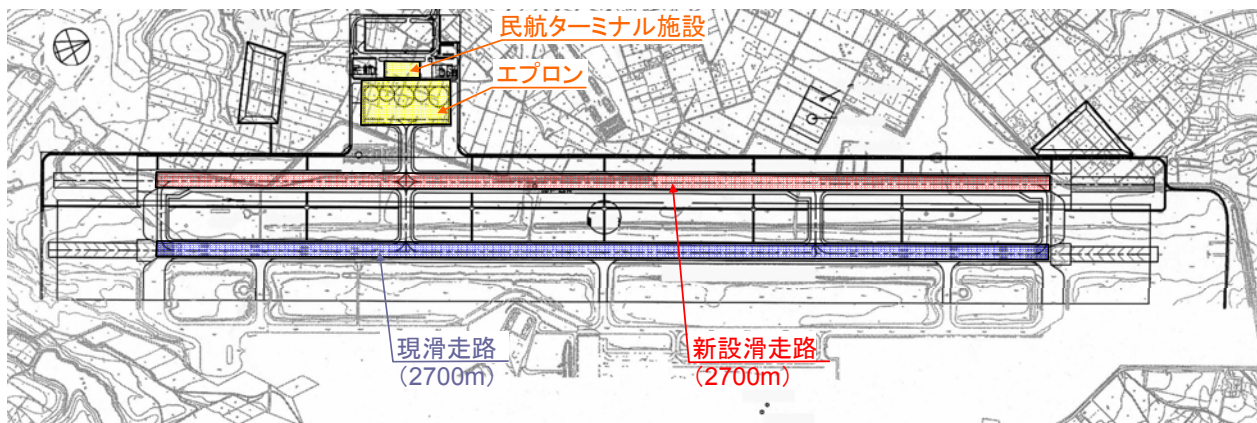 民航ターミナル施設
エプロン
現滑走路
（2700m）
新設滑走路
（2700m）